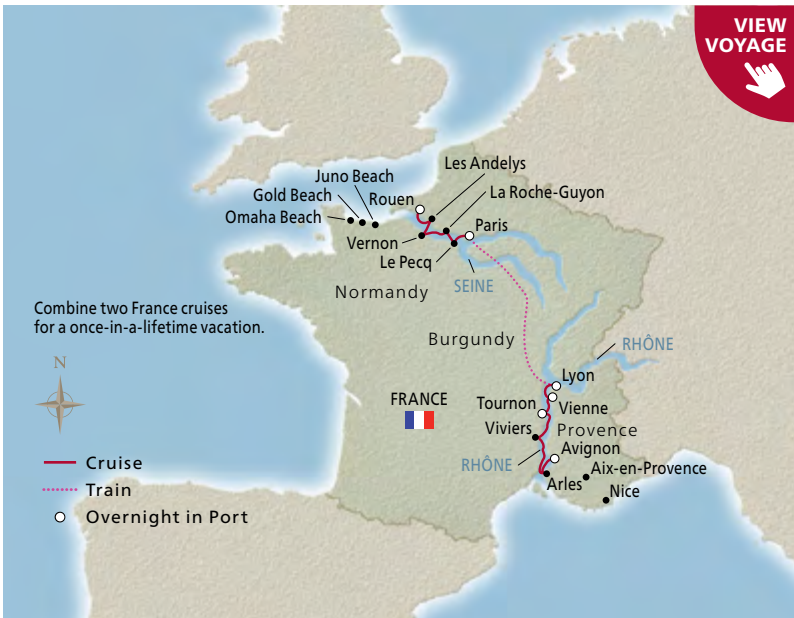 VIEW
VOYAGE
Les Andelys
Juno Beach
La Roche-Guyon
Gold Beach
Rouen
Omaha Beach
Paris
Vernon
Le Pecq
SEINE
Normandy
Combine two France cruises
for a once-in-a-lifetime vacation.
Burgundy
RHÔNE
N
Lyon
FRANCE
Tournon
Vienne
Viviers
Provence
Avignon
RHÔNE
Aix-en-Provence
Arles
Nice
Cruise
Train
Overnight in Port